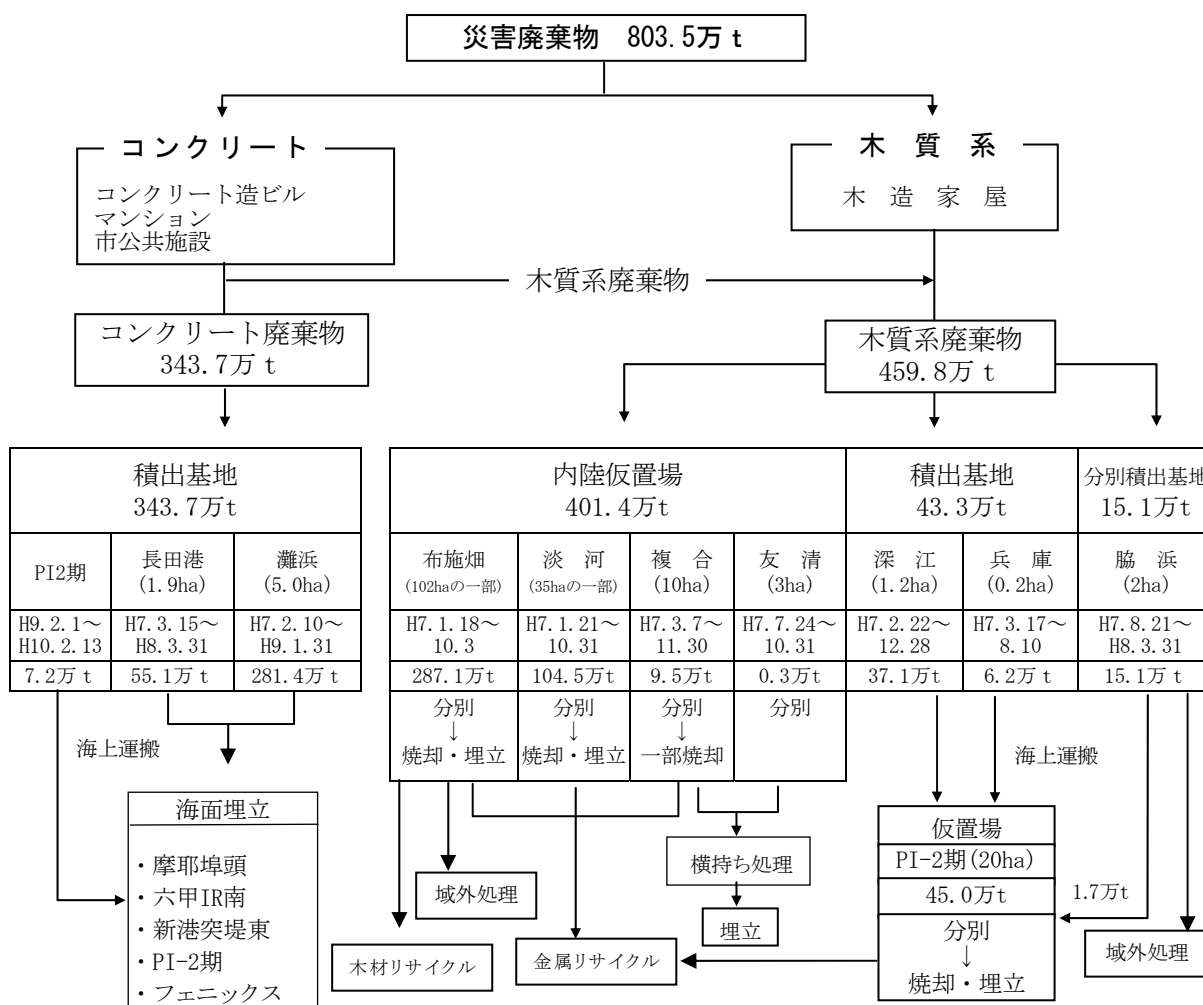 災害廃棄物 803.5万 t
コンクリート
コンクリート造ビル
マンション
市公共施設
木 質 系
木 造 家 屋
木質系廃棄物
コンクリート廃棄物
343.7万 t
木質系廃棄物
459.8万 t
積出基地
343.7万t
PI2期
長田港
(1.9ha)
灘浜
(5.0ha)
H9.2.1～
H10.2.13
H7.3.15～
H8.3.31
H7.2.10～
H9.1.31
7.2万 t
55.1万 t
281.4万 t
海上運搬
海面埋立
・摩耶埠頭
・六甲IR南
・新港突堤東
・PI-2期
・フェニックス
内陸仮置場
401.4万t
布施畑
(102haの一部)
淡 河
(35haの一部)
複 合
(10ha)
友 清
(3ha)
H7.1.18～
10.3
H7.1.21～
10.31
H7.3.7～
11.30
H7.7.24～
10.31
287.1万t
104.5万t
9.5万t
0.3万t
分別
↓
焼却・埋立
分別
↓
焼却・埋立
分別
↓
一部焼却
分別
横持ち処理
域外処理
埋立
木材リサイクル
金属リサイクル
積出基地
43.3万t
深 江
(1.2ha)
兵 庫
(0.2ha)
H7.2.22～
12.28
H7.3.17～
8.10
37.1万t
6.2万 t
海上運搬
仮置場
PI-2期(20ha)
45.0万t
分別
↓
焼却・埋立
分別積出基地
15.1万t
脇 浜
(2ha)
H7.8.21～
H8.3.31
15.1万 t
1.7万t
域外処理